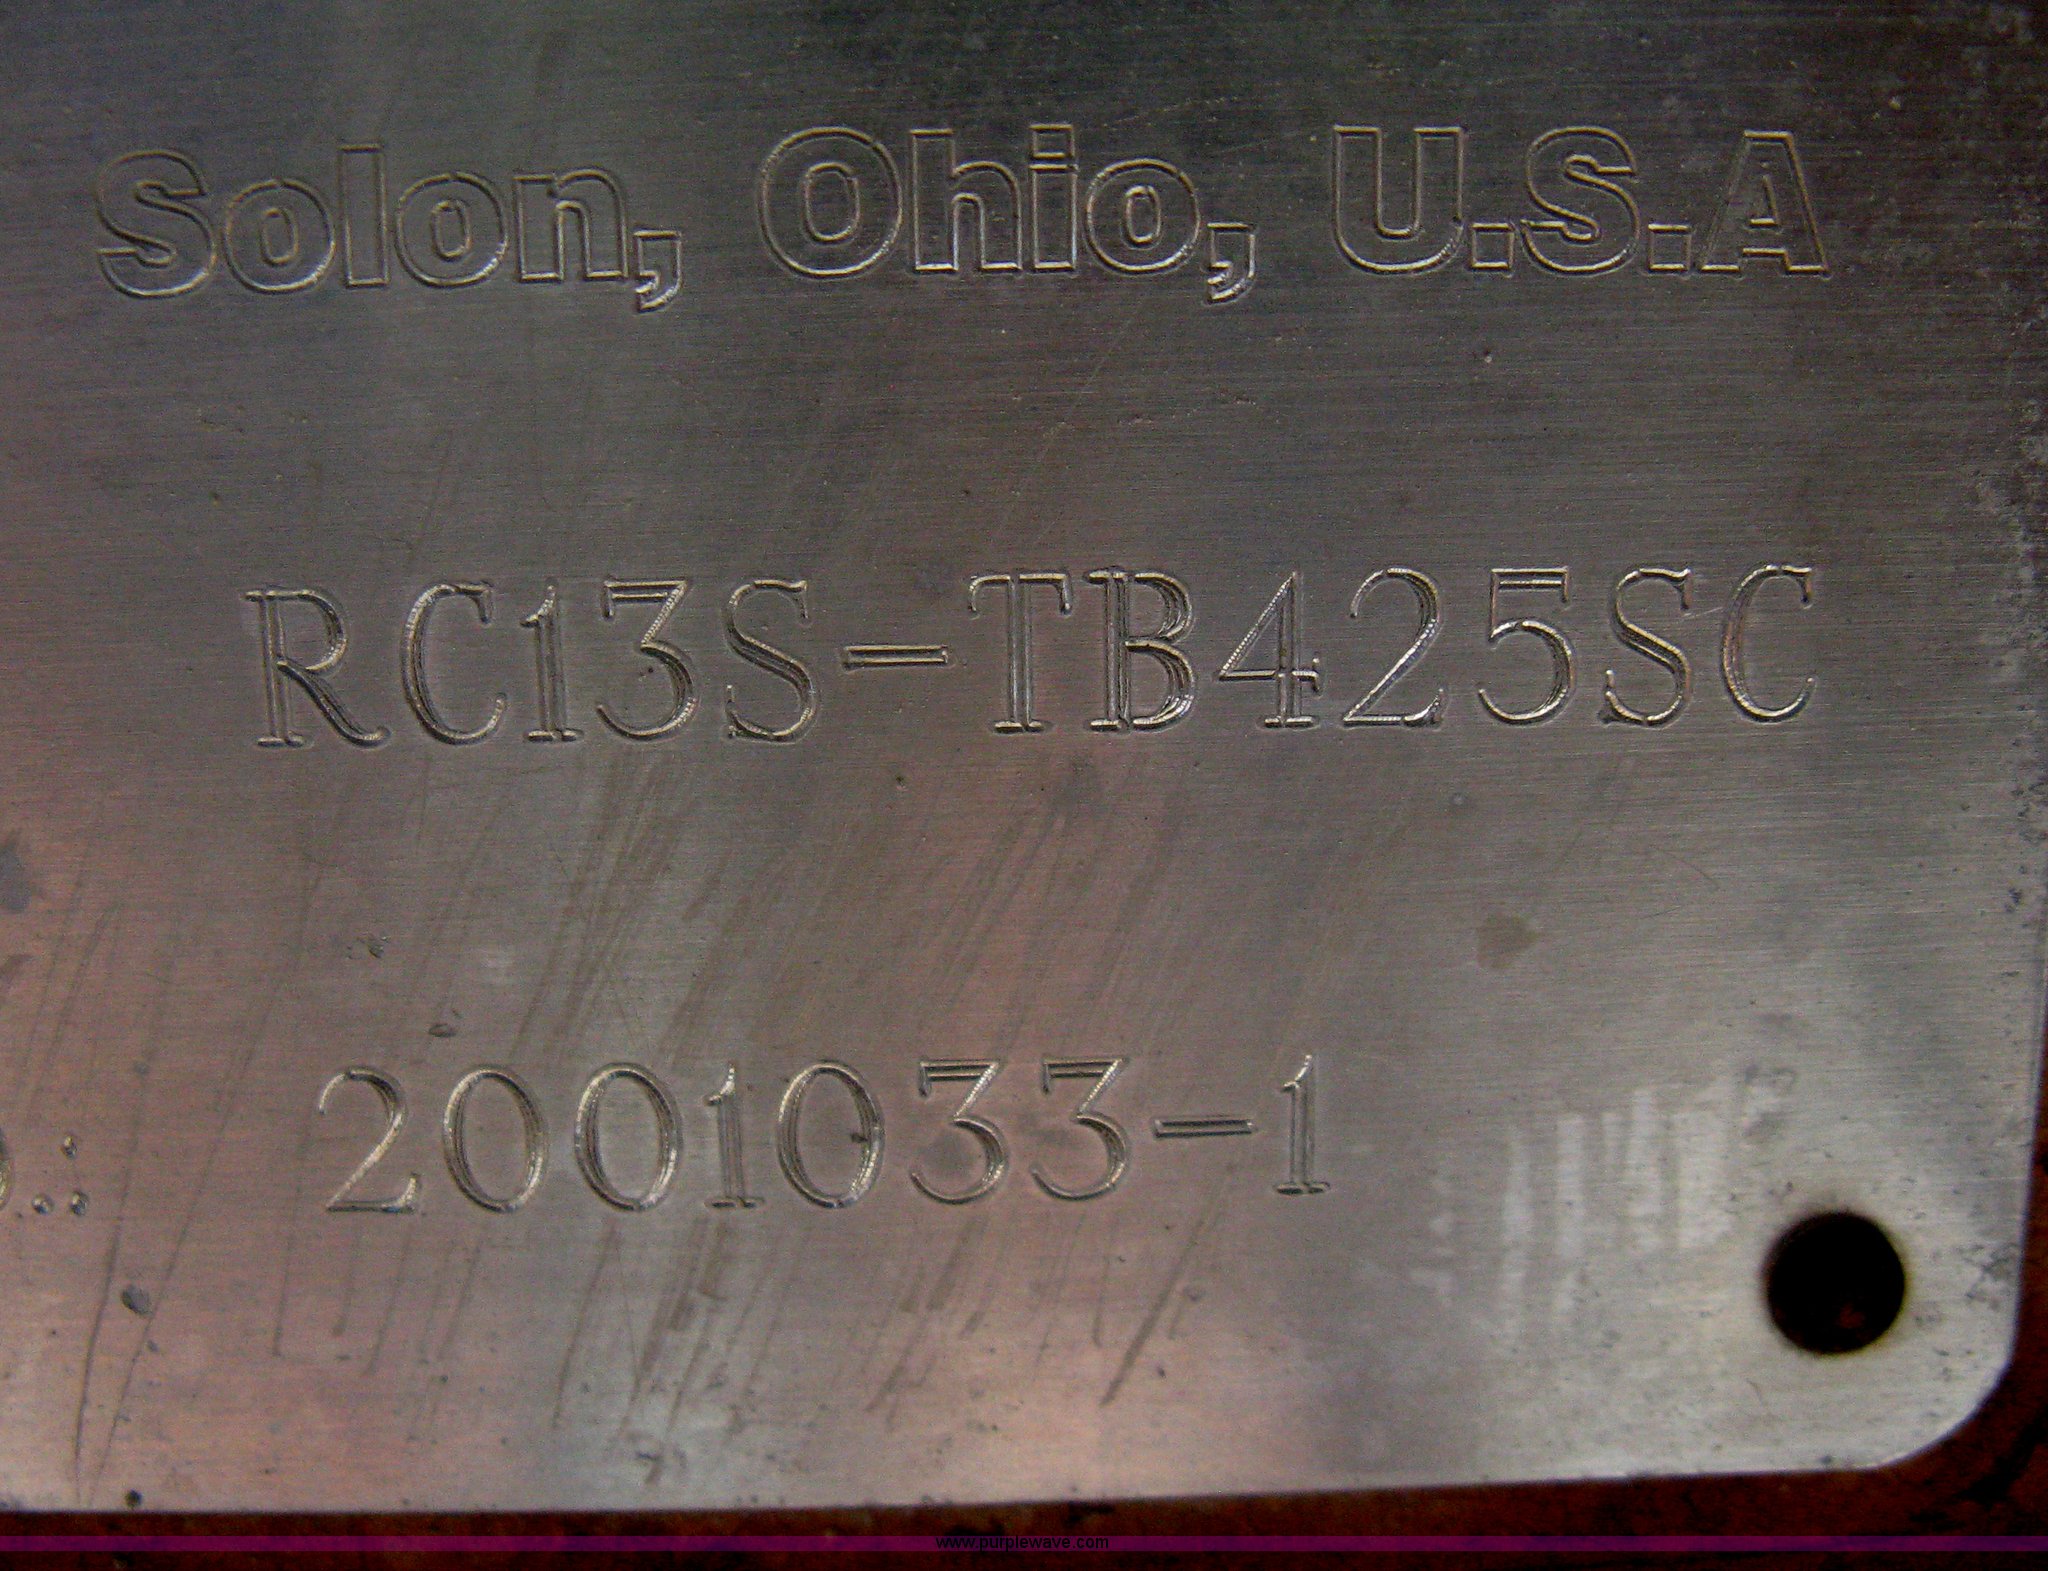 Solon, Ohio, U.S.A
RC13S-TB425SC
.: 2001033-1
www.purplewave.com